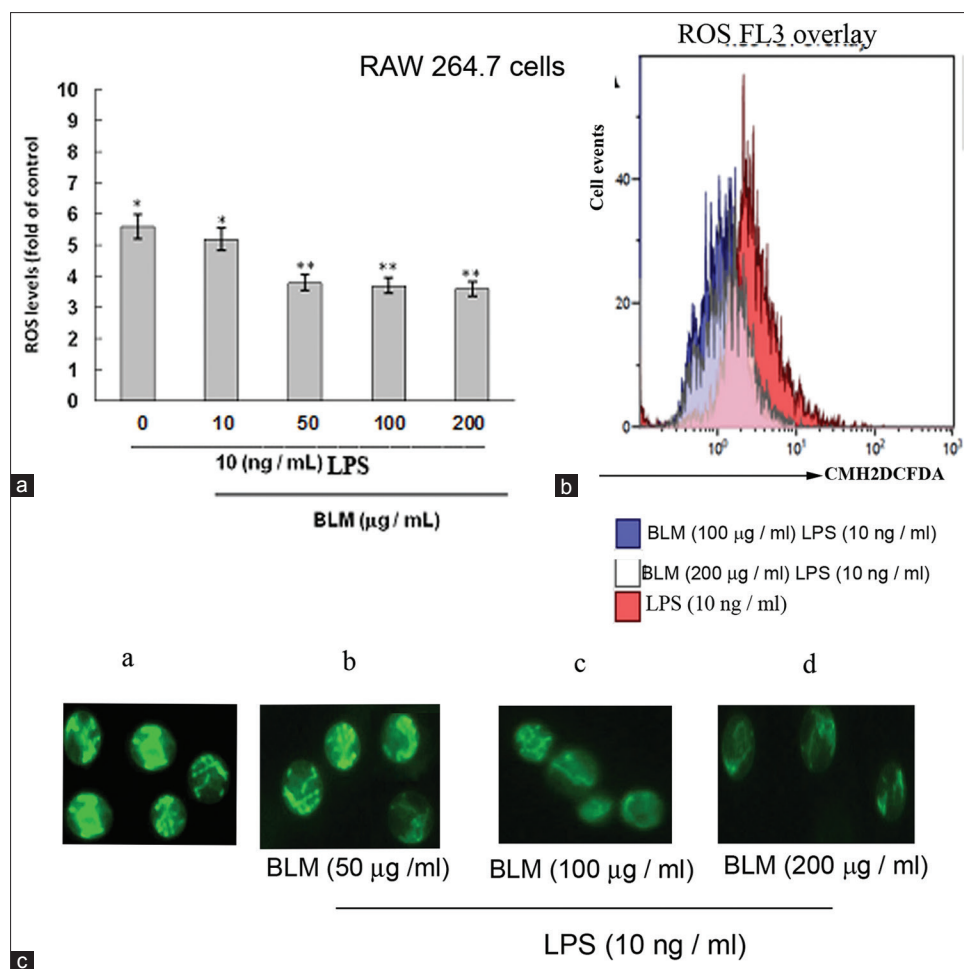 RAW 264.7 cells
ROS levels (fold of control)
10
9
8
7
6
5
4
3
2
1
0
* * ** ** **
0 10 50 100 200
10 (ng / mL) LPS
BLM (µg / mL)
a
ROS FL3 overlay
Cell events
40
20
0
10⁰ 10¹ 10² 10³
CMH2DCFDA
b
BLM (100 µg / ml) LPS (10 ng / ml)
BLM (200 µg / ml) LPS (10 ng / ml)
LPS (10 ng / ml)
a b c d
BLM (50 µg /ml) BLM (100 µg / ml) BLM (200 µg / ml)
LPS (10 ng / ml)
c